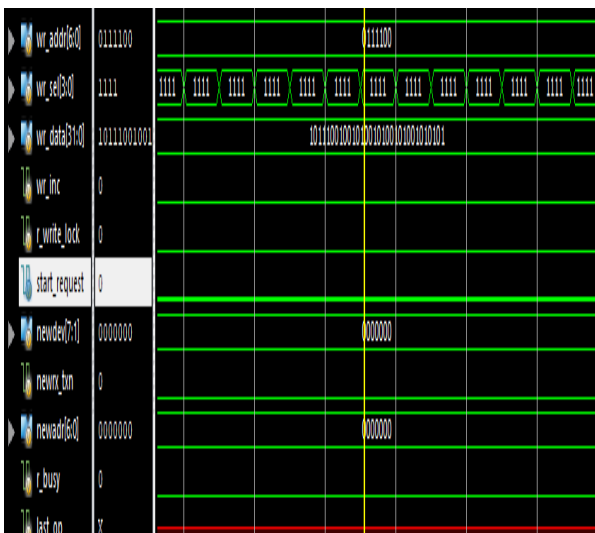 wr_addr[6:0] 0111100 0111100
wr_sel[3:0] 1111 1111 1111 1111 1111 1111 1111 1111 1111 1111 1111 1111 1111 1111
wr_data[31:0] 10111001001 10111001001010010100101001010101
wr_inc 0
r_write_lock 0
start_request 0
newdev[7:1] 0000000 0000000
newrx_txn 0
newadr[6:0] 0000000 0000000
r_busy 0
last_op X